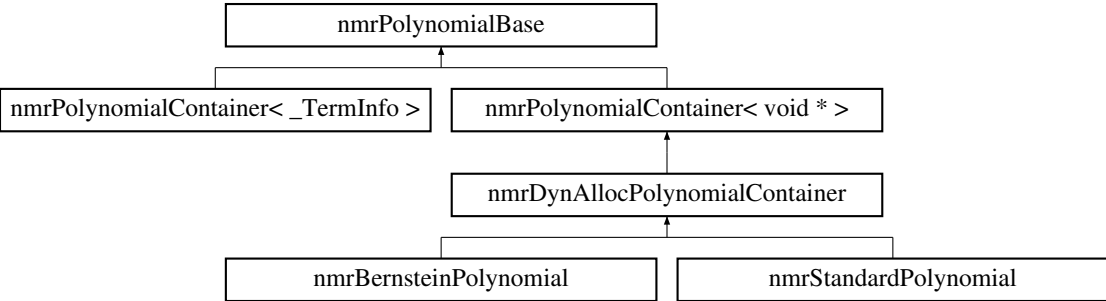 nmrPolynomialBase
nmrPolynomialContainer< _TermInfo >
nmrPolynomialContainer< void * >
nmrDynAllocPolynomialContainer
nmrBernsteinPolynomial
nmrStandardPolynomial